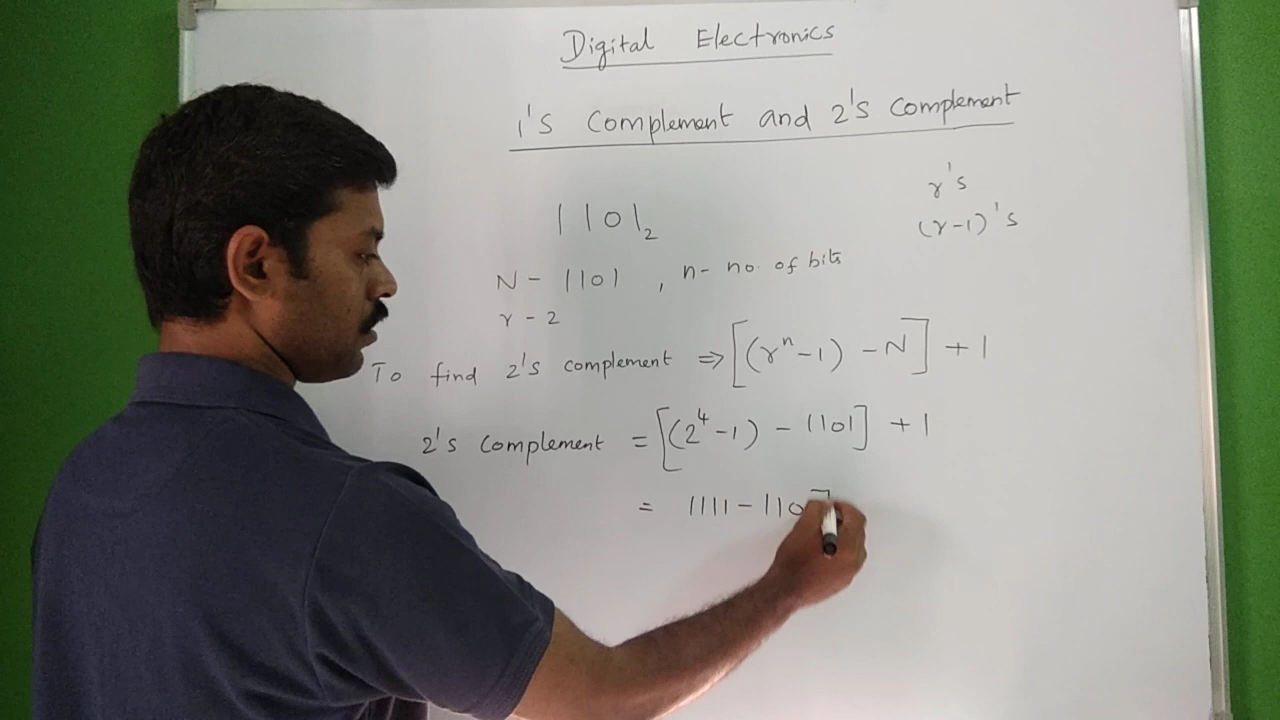 Digital Electronics
1's Complement and 2's Complement
r's
(r-1)'s
1101₂
N - 1101 , n- no. of bits
r - 2
To find 2's complement ⇒ [(rⁿ-1) - N] + 1
2's Complement = [(2⁴-1) - 1101] + 1
= 1111 - 110